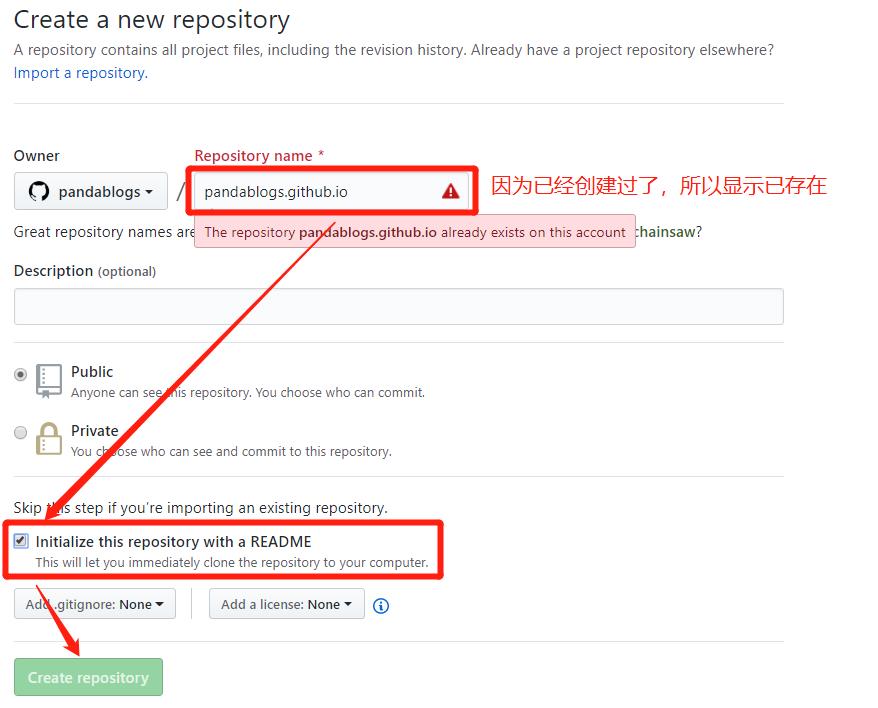 Create a new repository
A repository contains all project files, including the revision history. Already have a project repository elsewhere?
Import a repository.
Owner
Repository name *
pandablogs
/
pandablogs.github.io
因为已经创建过了，所以显示已存在
Great repository names are
The repository pandablogs.github.io already exists on this account
chainsaw?
Description (optional)
Public
Anyone can see this repository. You choose who can commit.
Private
You choose who can see and commit to this repository.
Skip this step if you're importing an existing repository.
Initialize this repository with a README
This will let you immediately clone the repository to your computer.
Add .gitignore: None
Add a license: None
Create repository